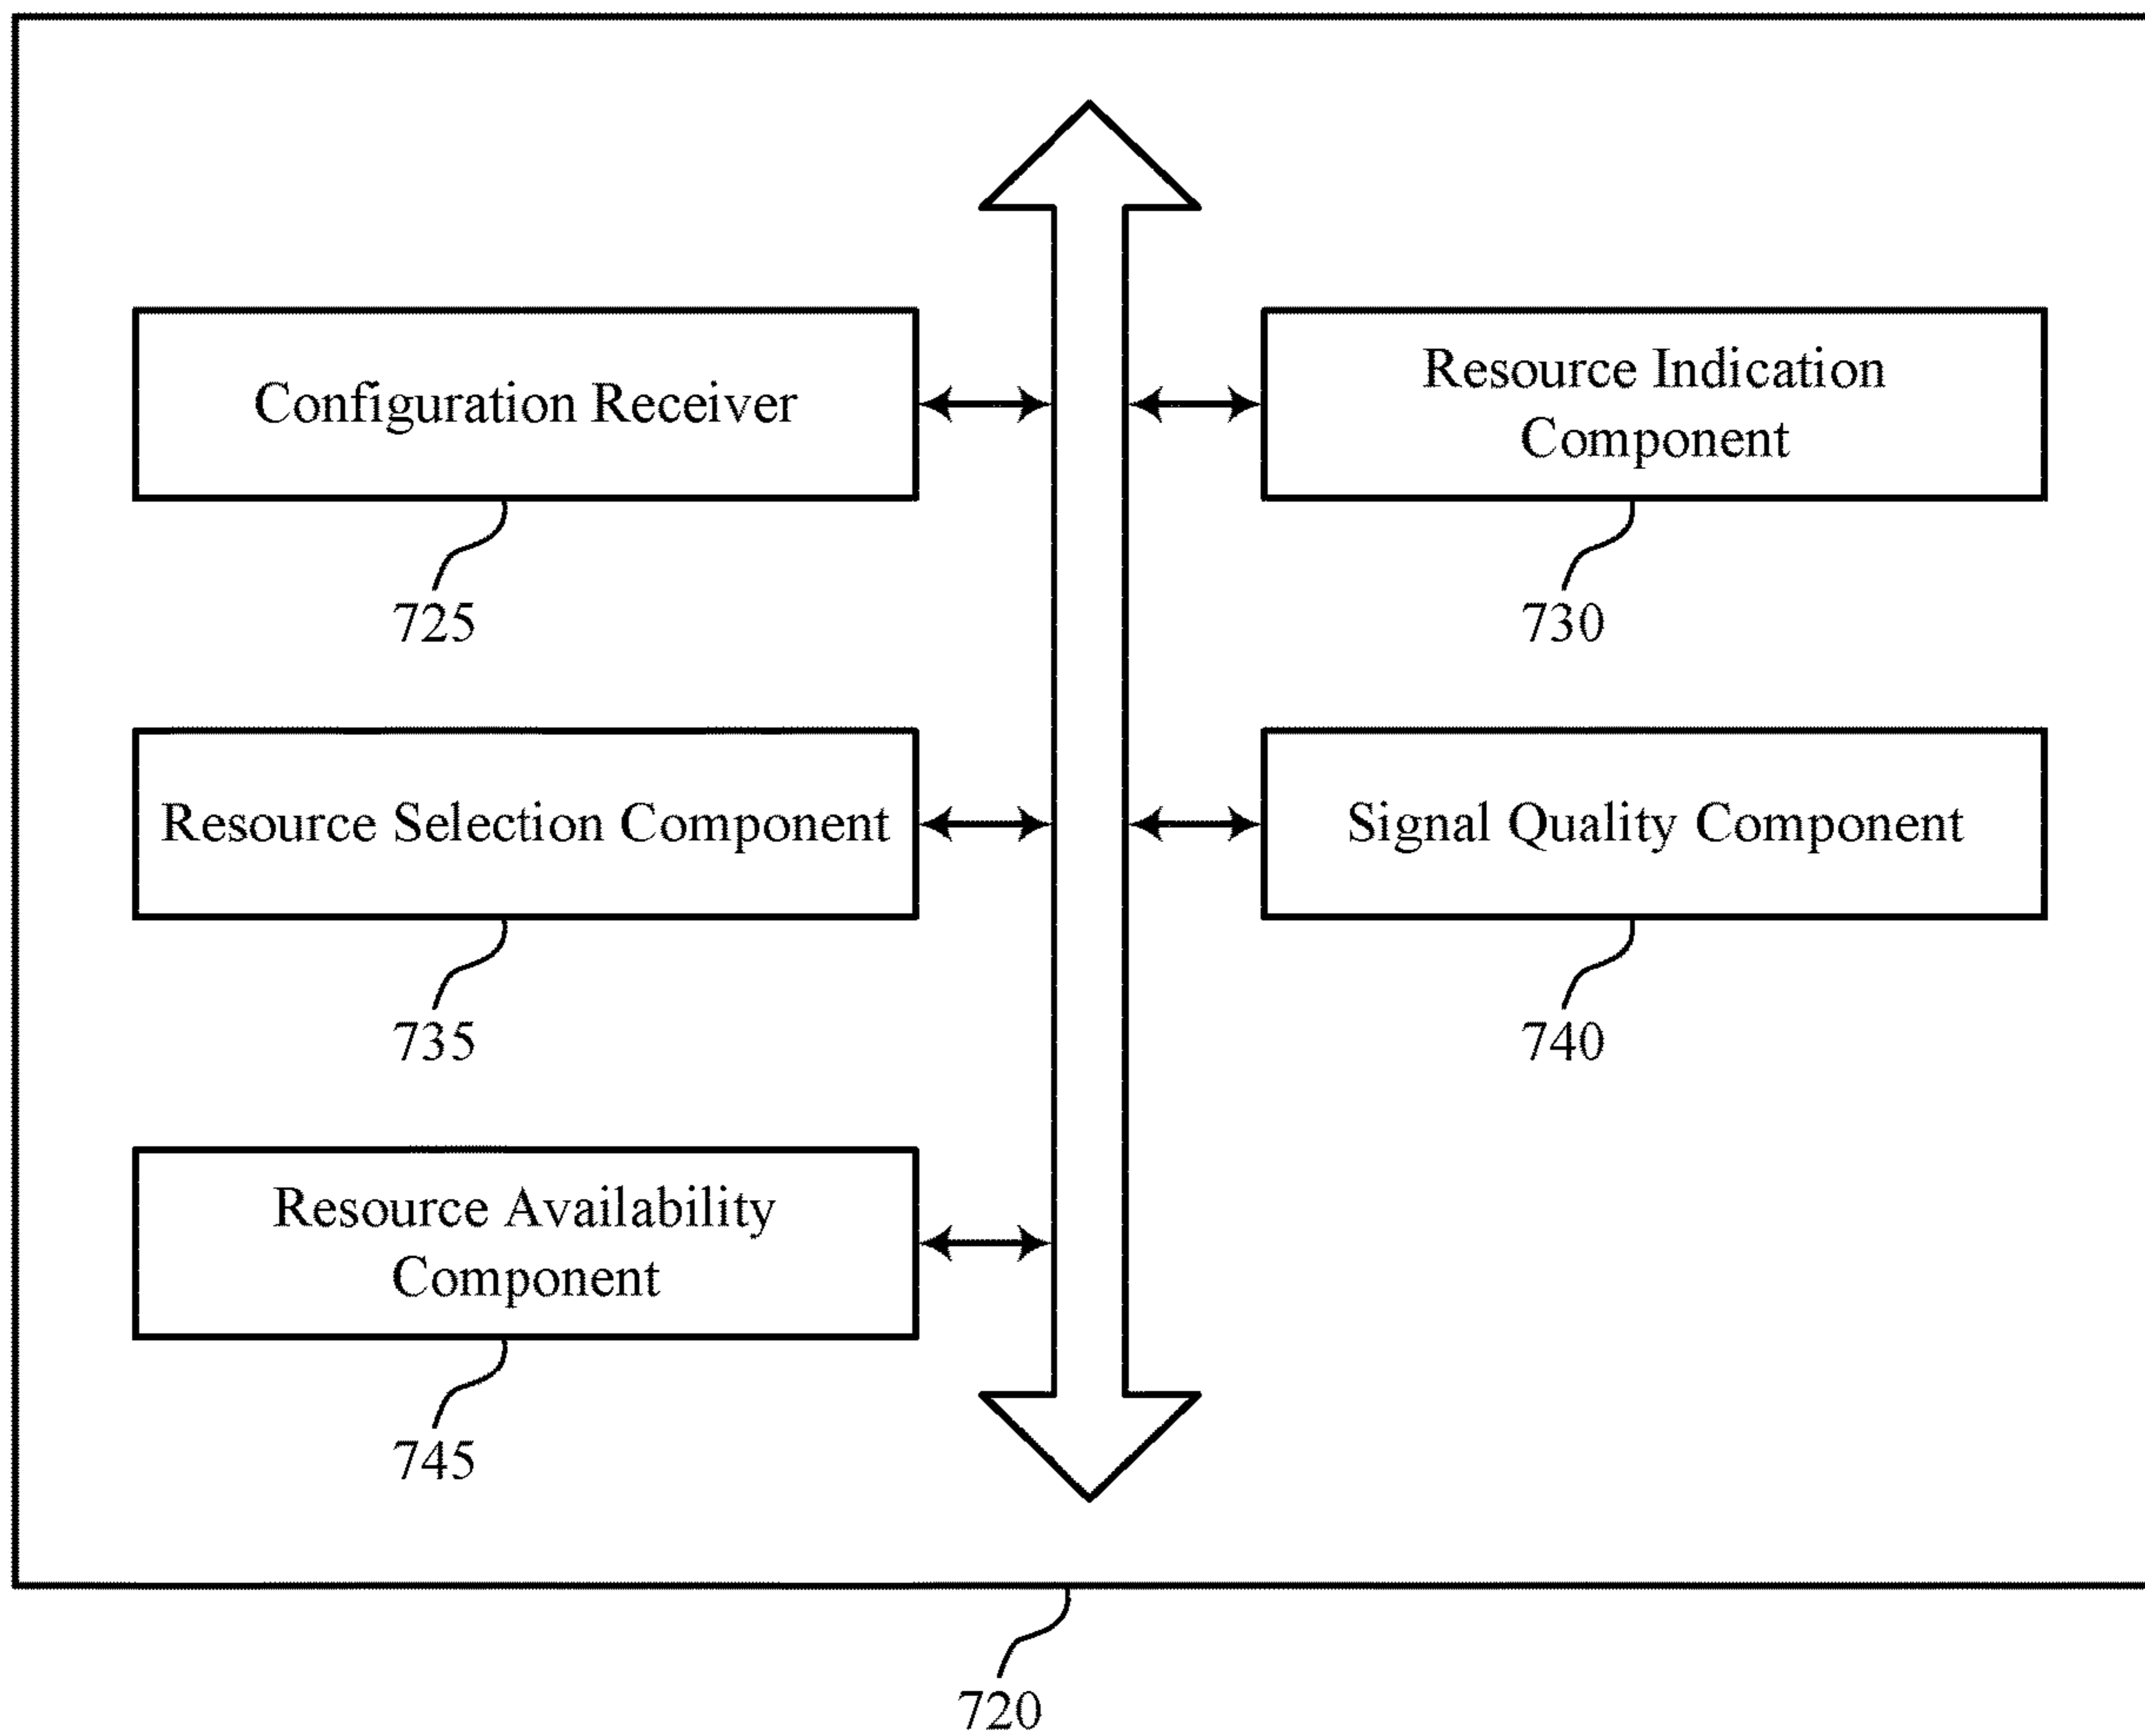 Configuration Receiver
725
Resource Indication
Component
730
Resource Selection Component
735
Signal Quality Component
740
Resource Availability
Component
745
720